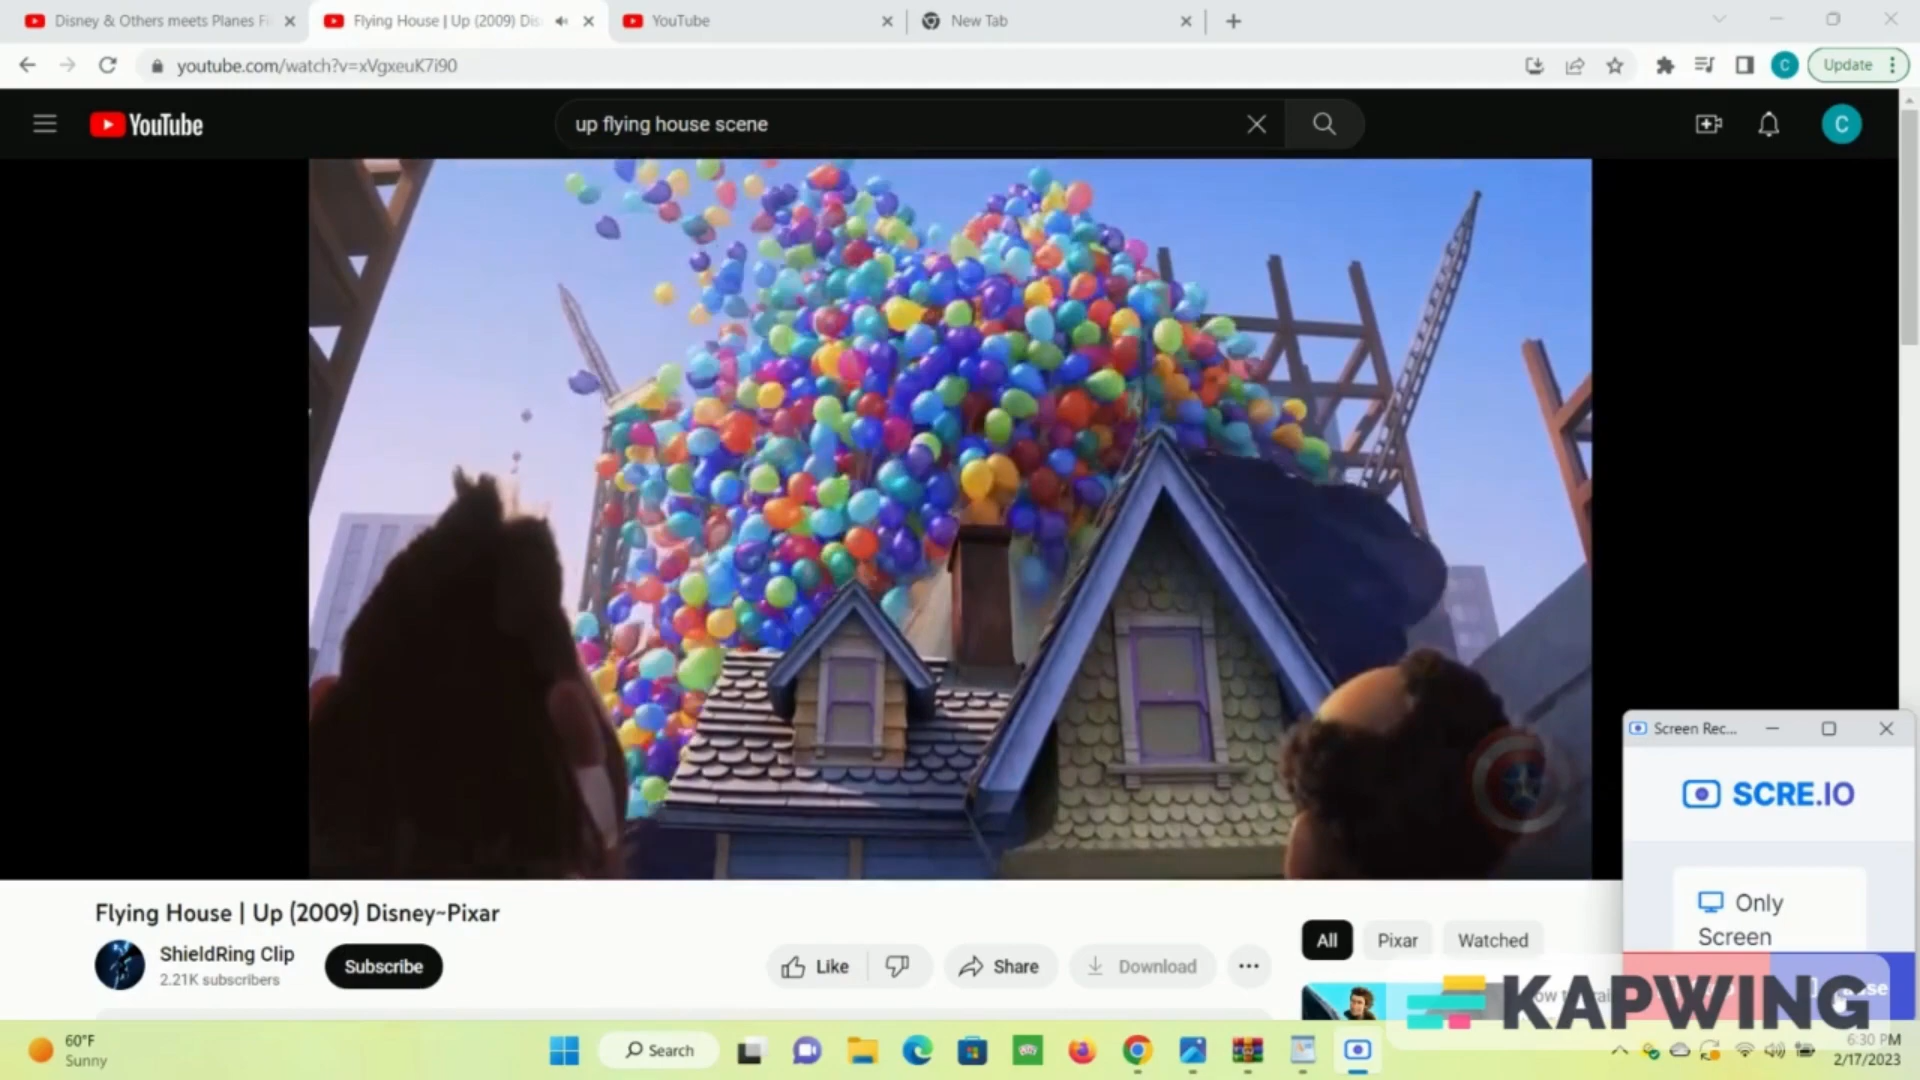 Disney & Others meets Planes Fi
Flying House | Up (2009) Dis
YouTube
New Tab
youtube.com/watch?v=xVgxeuK7i90
C
Update
YouTube
up flying house scene
C
Screen Rec...
SCRE.IO
Only
Screen
Flying House | Up (2009) Disney~Pixar
ShieldRing Clip
2.21K subscribers
Subscribe
Like
Share
Download
All
Pixar
Watched
KAPWING
60°F
Sunny
Search
6:30 PM
2/17/2023